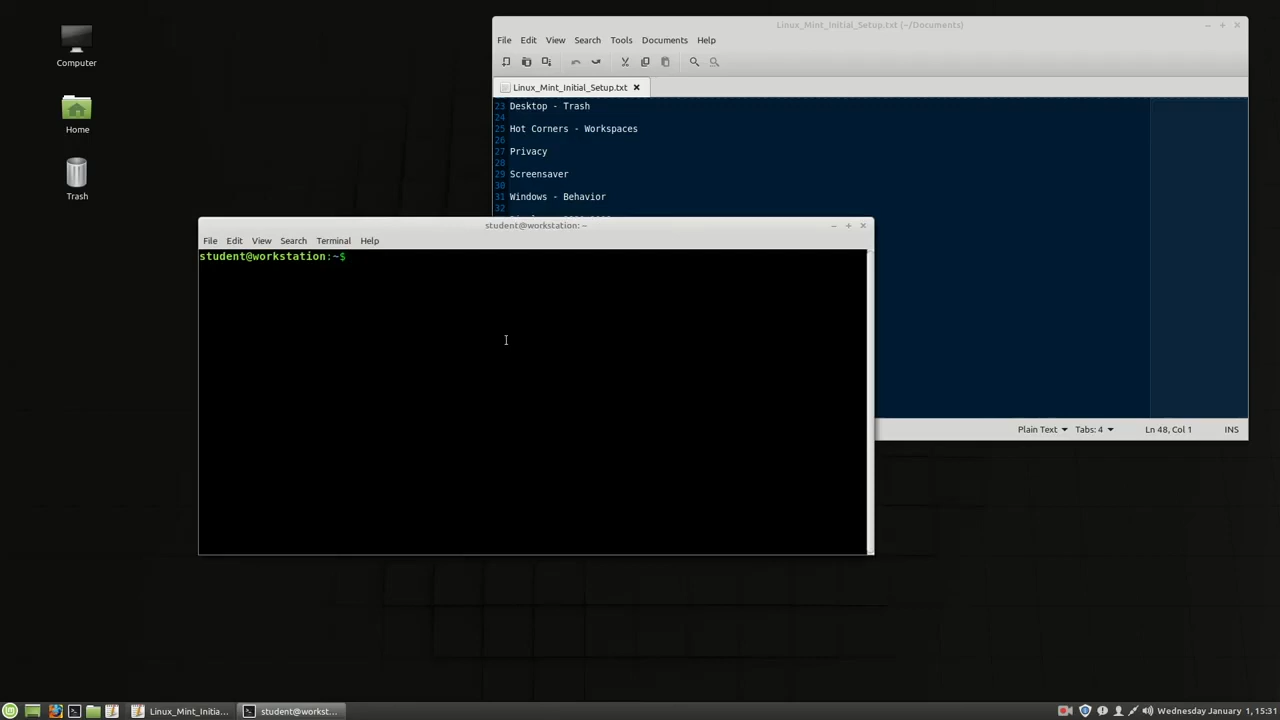 Computer
Home
Trash
Linux_Mint_Initial_Setup.txt (~/Documents)
File Edit View Search Tools Documents Help
Linux_Mint_Initial_Setup.txt
23 Desktop - Trash
24
25 Hot Corners - Workspaces
26
27 Privacy
28
29 Screensaver
30
31 Windows - Behavior
32
Plain Text Tabs: 4 Ln 48, Col 1 INS
student@workstation: ~
File Edit View Search Terminal Help
student@workstation:~$
Linux_Mint_Initia... student@workst... Wednesday January 1, 15:31